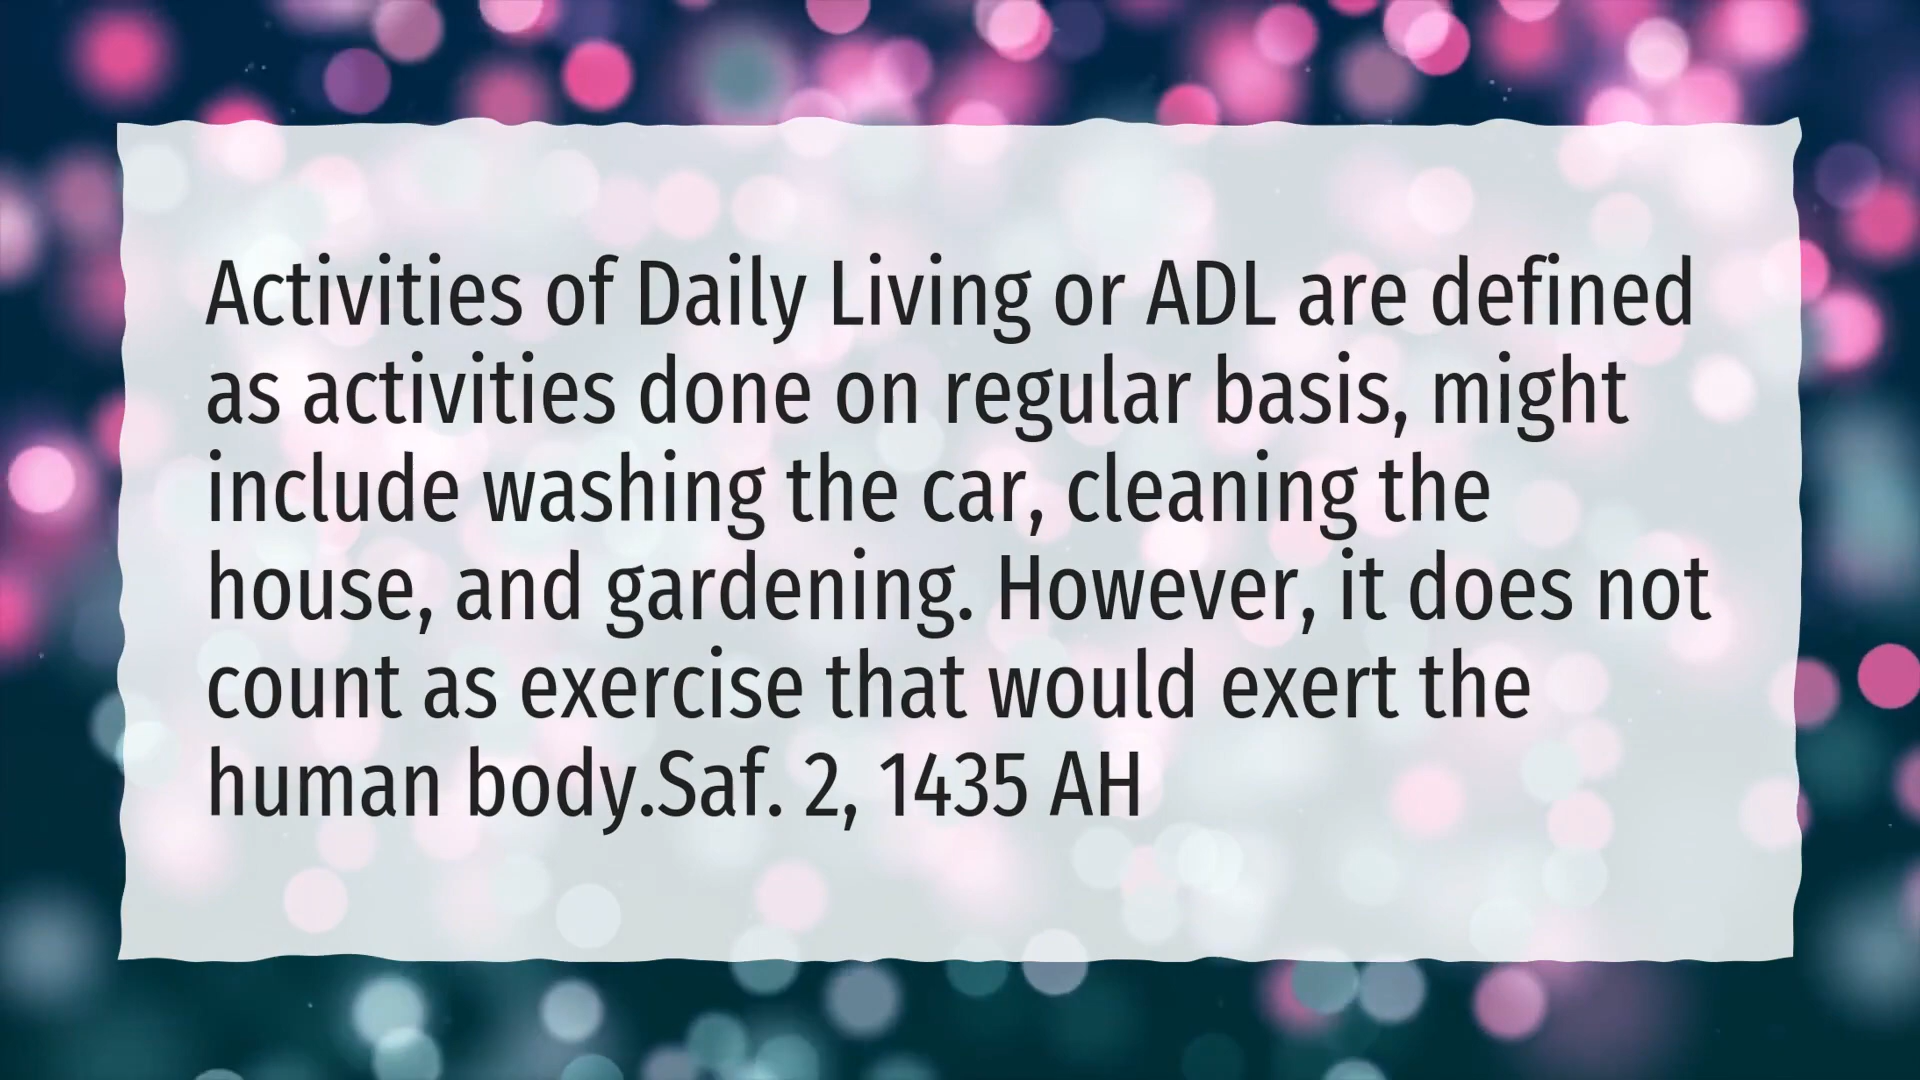 Activities of Daily Living or ADL are defined
as activities done on regular basis, might
include washing the car, cleaning the
house, and gardening. However, it does not
count as exercise that would exert the
human body.Saf. 2, 1435 AH